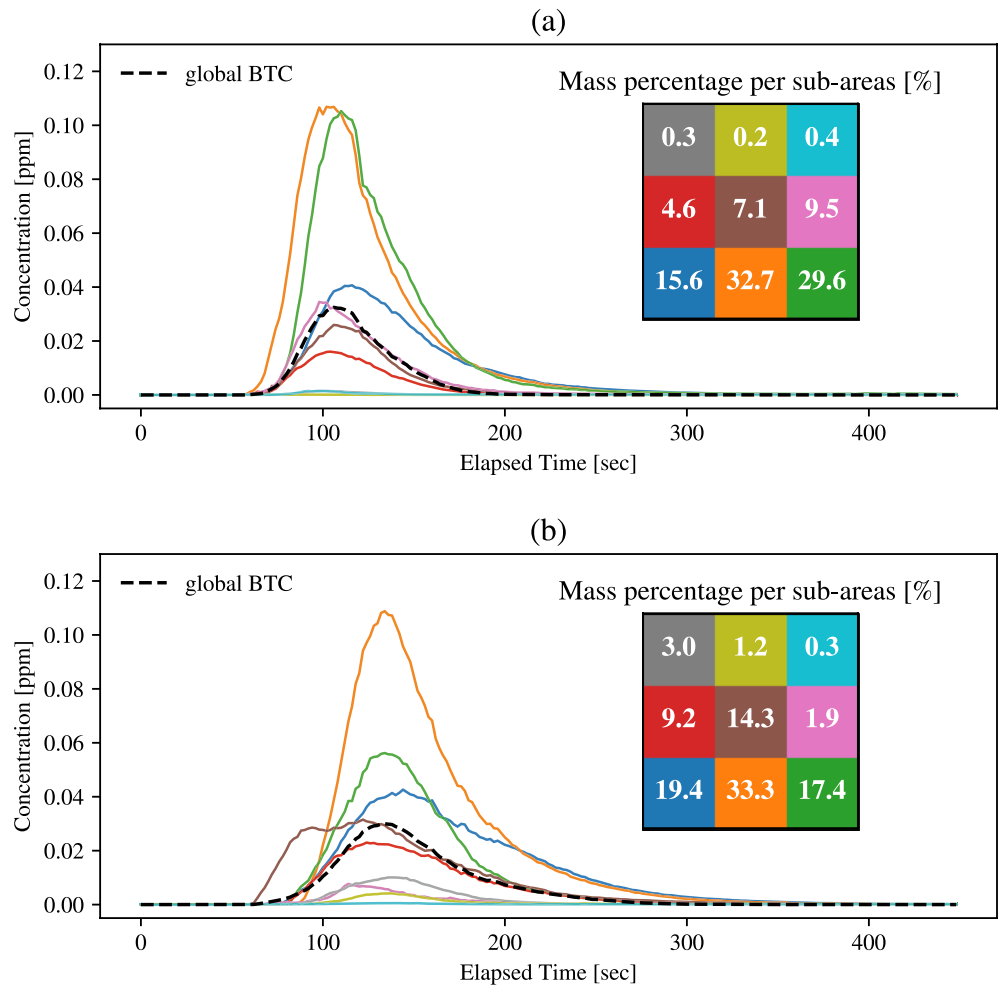 (a)
global BTC
Mass percentage per sub-areas [%]
0.3 0.2 0.4
4.6 7.1 9.5
15.6 32.7 29.6
Concentration [ppm]
0.12
0.10
0.08
0.06
0.04
0.02
0.00
0 100 200 300 400
Elapsed Time [sec]
(b)
global BTC
Mass percentage per sub-areas [%]
3.0 1.2 0.3
9.2 14.3 1.9
19.4 33.3 17.4
Concentration [ppm]
0.12
0.10
0.08
0.06
0.04
0.02
0.00
0 100 200 300 400
Elapsed Time [sec]